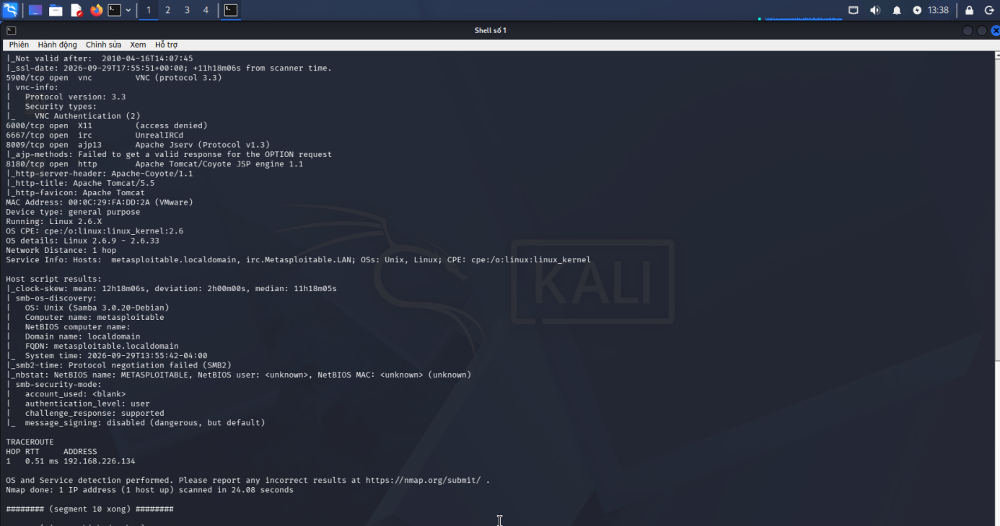 1 2 3 4 13:38
Shell số 1
Phiên Hành động Chỉnh sửa Xem Hỗ trợ
|_Not valid after:  2010-04-16T14:07:45
|_ssl-date: 2026-09-29T17:55:51+00:00; +11h18m06s from scanner time.
5900/tcp open  vnc         VNC (protocol 3.3)
| vnc-info:
|   Protocol version: 3.3
|   Security types:
|_    VNC Authentication (2)
6000/tcp open  X11         (access denied)
6667/tcp open  irc         UnrealIRCd
8009/tcp open  ajp13       Apache Jserv (Protocol v1.3)
|_ajp-methods: Failed to get a valid response for the OPTION request
8180/tcp open  http        Apache Tomcat/Coyote JSP engine 1.1
|_http-server-header: Apache-Coyote/1.1
|_http-title: Apache Tomcat/5.5
|_http-favicon: Apache Tomcat
MAC Address: 00:0C:29:FA:DD:2A (VMware)
Device type: general purpose
Running: Linux 2.6.X
OS CPE: cpe:/o:linux:linux_kernel:2.6
OS details: Linux 2.6.9 - 2.6.33
Network Distance: 1 hop
Service Info: Hosts:  metasploitable.localdomain, irc.Metasploitable.LAN; OSs: Unix, Linux; CPE: cpe:/o:linux:linux_kernel
Host script results:
|_clock-skew: mean: 12h18m06s, deviation: 2h00m00s, median: 11h18m05s
| smb-os-discovery:
|   OS: Unix (Samba 3.0.20-Debian)
|   Computer name: metasploitable
|   NetBIOS computer name:
|   Domain name: localdomain
|   FQDN: metasploitable.localdomain
|_  System time: 2026-09-29T13:55:42-04:00
|_smb2-time: Protocol negotiation failed (SMB2)
|_nbstat: NetBIOS name: METASPLOITABLE, NetBIOS user: <unknown>, NetBIOS MAC: <unknown> (unknown)
| smb-security-mode:
|   account_used: <blank>
|   authentication_level: user
|   challenge_response: supported
|_  message_signing: disabled (dangerous, but default)
TRACEROUTE
HOP RTT     ADDRESS
1   0.51 ms 192.168.226.134
OS and Service detection performed. Please report any incorrect results at https://nmap.org/submit/ .
Nmap done: 1 IP address (1 host up) scanned in 24.08 seconds
######## (segment 10 xong) ########
KALI